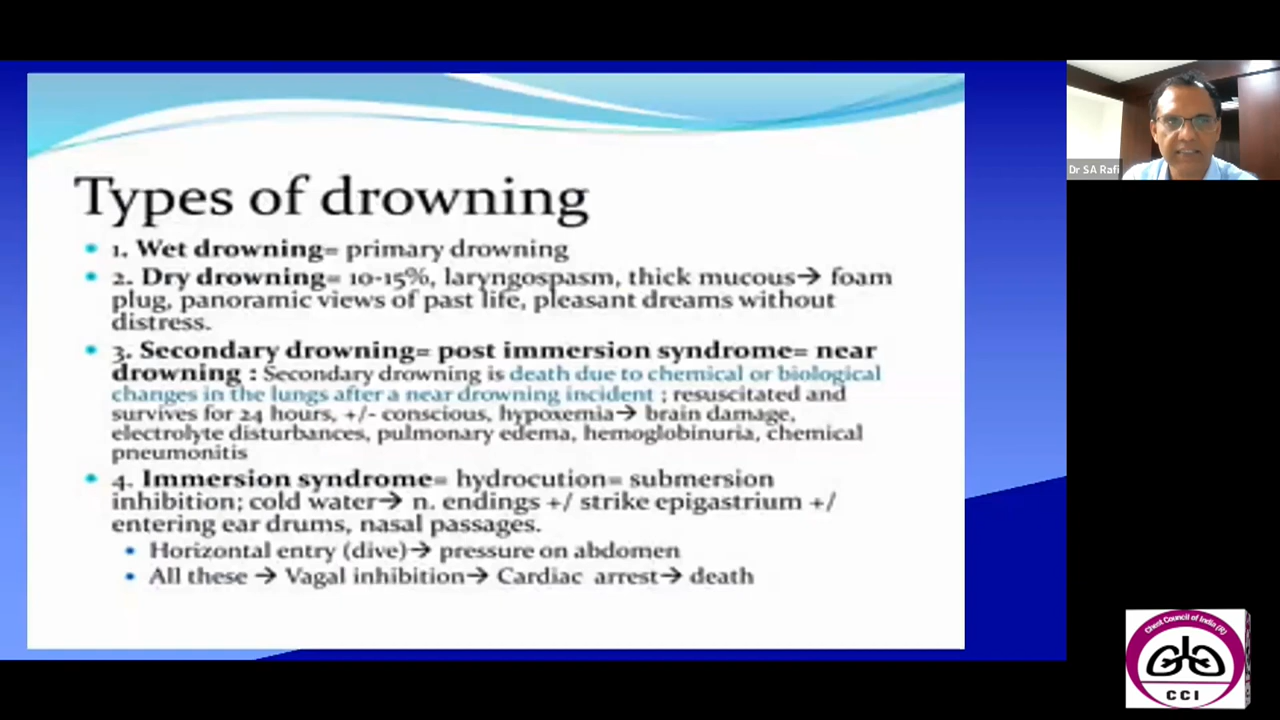 Types of drowning
• 1. Wet drowning= primary drowning
• 2. Dry drowning= 10-15%, laryngospasm, thick mucous→ foam
plug, panoramic views of past life, pleasant dreams without
distress.
• 3. Secondary drowning= post immersion syndrome= near
drowning : Secondary drowning is death due to chemical or biological
changes in the lungs after a near drowning incident ; resuscitated and
survives for 24 hours, +/- conscious, hypoxemia→ brain damage,
electrolyte disturbances, pulmonary edema, hemoglobinuria, chemical
pneumonitis
• 4. Immersion syndrome= hydrocution= submersion
inhibition; cold water→ n. endings +/ strike epigastrium +/
entering ear drums, nasal passages.
• Horizontal entry (dive)→ pressure on abdomen
• All these → Vagal inhibition→ Cardiac arrest→ death
Dr SA Rafi
Chest Council of India (R)
CCI